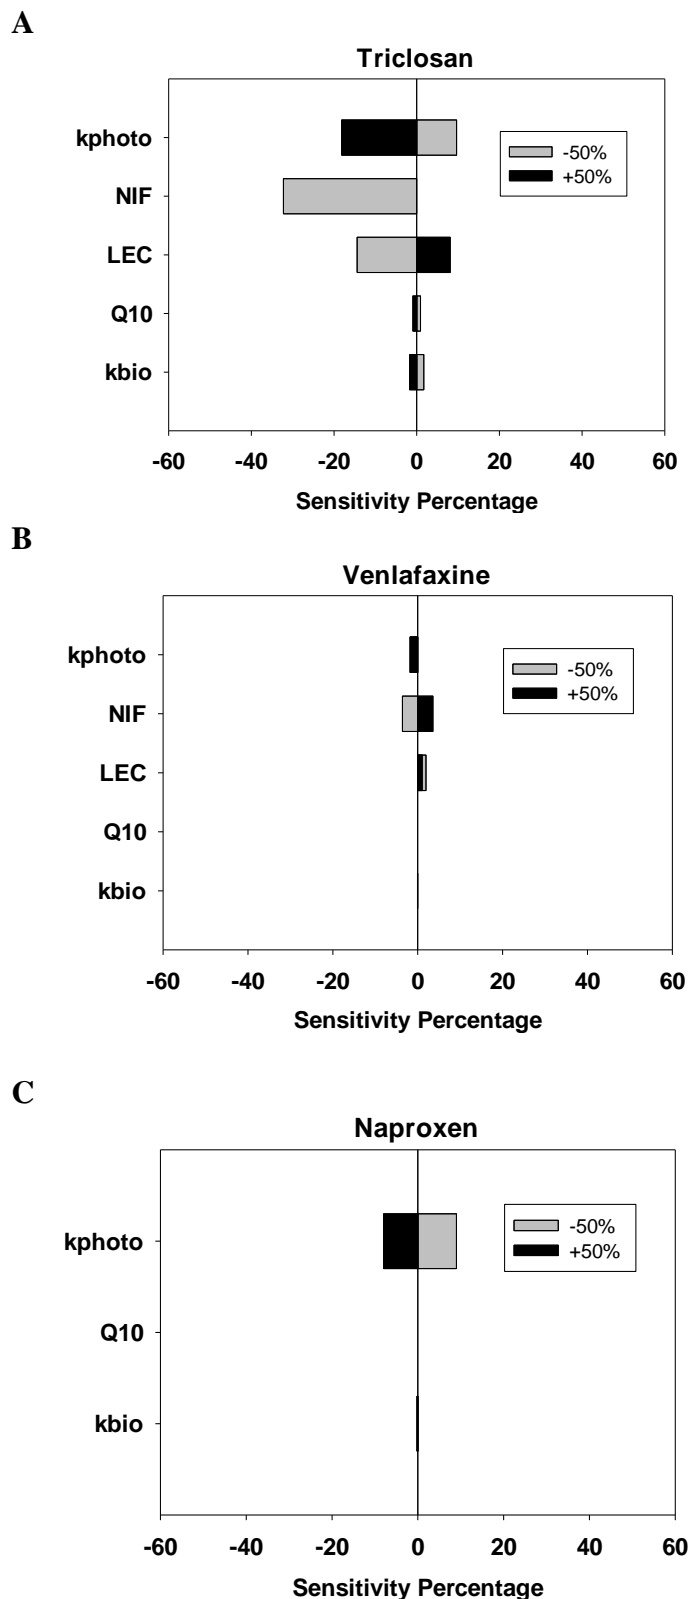 A
Triclosan
kphoto
NIF
LEC
Q10
kbio
-50%
+50%
-60 -40 -20 0 20 40 60
Sensitivity Percentage
B
Venlafaxine
kphoto
NIF
LEC
Q10
kbio
-50%
+50%
-60 -40 -20 0 20 40 60
Sensitivity Percentage
C
Naproxen
kphoto
Q10
kbio
-50%
+50%
-60 -40 -20 0 20 40 60
Sensitivity Percentage